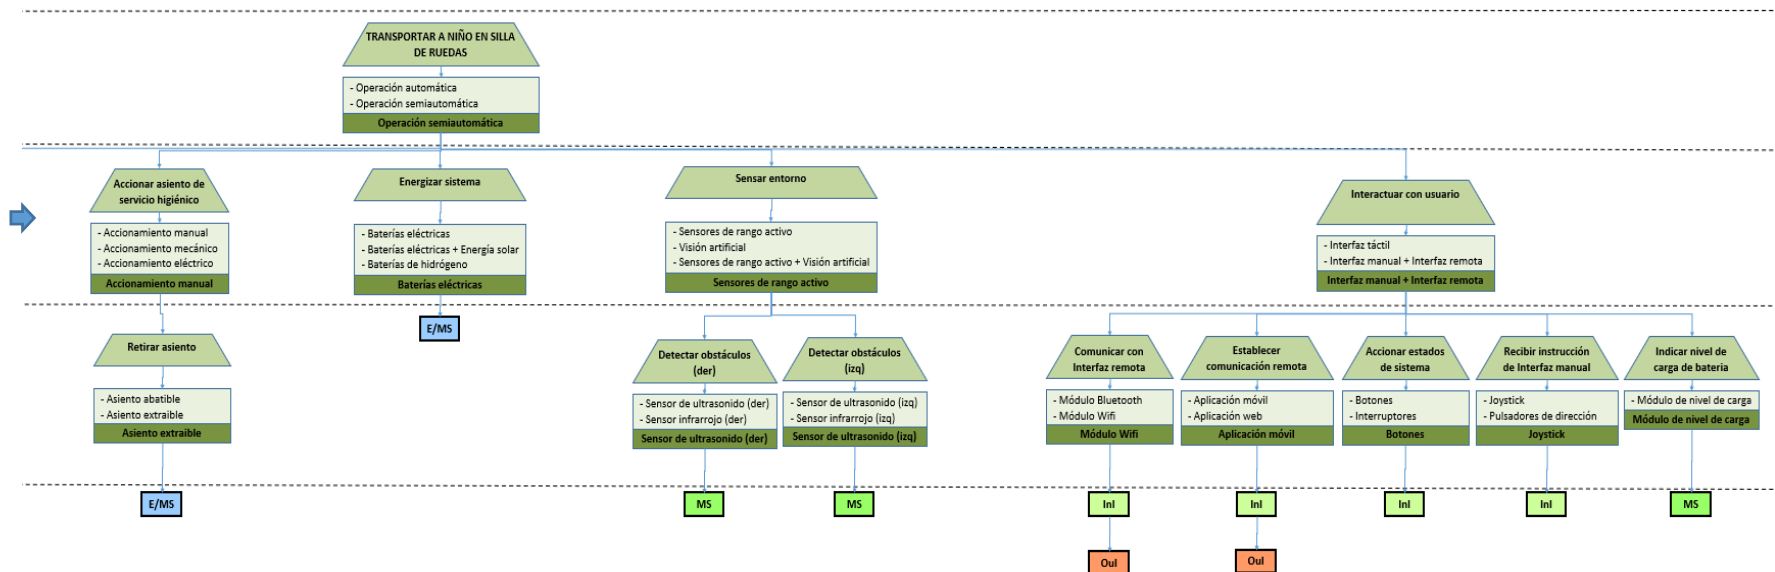 TRANSPORTAR A NIÑO EN SILLA
DE RUEDAS
- Operación automática
- Operación semiautomática
Operación semiautomática
Accionar asiento de
servicio higiénico
- Accionamiento manual
- Accionamiento mecánico
- Accionamiento eléctrico
Accionamiento manual
Energizar sistema
- Baterías eléctricas
- Baterías eléctricas + Energía solar
- Baterías de hidrógeno
Baterías eléctricas
Sensar entorno
- Sensores de rango activo
- Visión artificial
- Sensores de rango activo + Visión artificial
Sensores de rango activo
Interactuar con usuario
- Interfaz táctil
- Interfaz manual + Interfaz remota
Interfaz manual + Interfaz remota
Retirar asiento
- Asiento abatible
- Asiento extraible
Asiento extraible
E/MS
Detectar obstáculos
(der)
- Sensor de ultrasonido (der)
- Sensor infrarrojo (der)
Sensor de ultrasonido (der)
Detectar obstáculos
(izq)
- Sensor de ultrasonido (izq)
- Sensor infrarrojo (izq)
Sensor de ultrasonido (izq)
Comunicar con
Interfaz remota
- Módulo Bluetooth
- Módulo Wifi
Módulo Wifi
Establecer
comunicación remota
- Aplicación móvil
- Aplicación web
Aplicación móvil
Accionar estados
de sistema
- Botones
- Interruptores
Botones
Recibir instrucción
de Interfaz manual
- Joystick
- Pulsadores de dirección
Joystick
Indicar nivel de
carga de bateria
- Módulo de nivel de carga
Módulo de nivel de carga
E/MS
MS
MS
InI
InI
InI
InI
MS
OuI
OuI